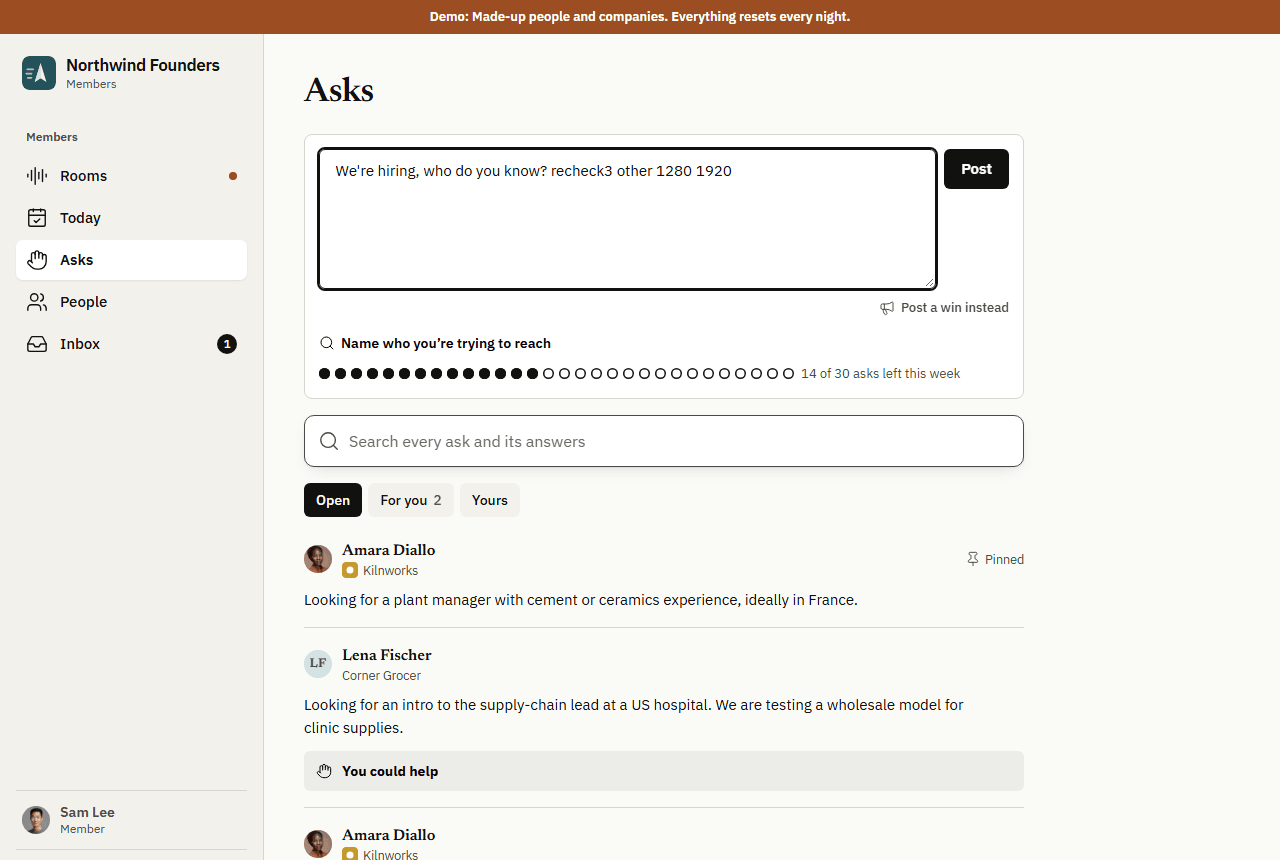 Demo: Made-up people and companies. Everything resets every night.
Northwind Founders
Members
Members
Rooms
Today
Asks
People
Inbox
1
Sam Lee
Member
Asks
We're hiring, who do you know? recheck3 other 1280 1920
Post
Post a win instead
Name who you’re trying to reach
14 of 30 asks left this week
Search every ask and its answers
Open
For you 2
Yours
Amara Diallo
Kilnworks
Pinned
Looking for a plant manager with cement or ceramics experience, ideally in France.
LF
Lena Fischer
Corner Grocer
Looking for an intro to the supply-chain lead at a US hospital. We are testing a wholesale model for
clinic supplies.
You could help
Amara Diallo
Kilnworks